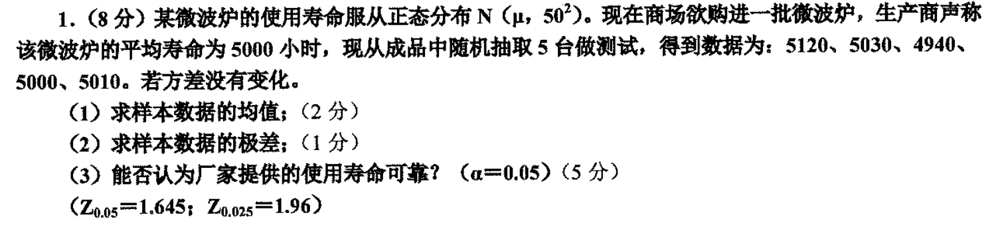 1.（8 分）某微波炉的使用寿命服从正态分布 N（μ，50²）。现在商场欲购进一批微波炉，生产商声称
该微波炉的平均寿命为 5000 小时，现从成品中随机抽取 5 台做测试，得到数据为：5120、5030、4940、
5000、5010。若方差没有变化。
（1）求样本数据的均值；（2 分）
（2）求样本数据的极差；（1 分）
（3）能否认为厂家提供的使用寿命可靠？（α＝0.05）（5 分）
（Z₀.₀₅＝1.645；Z₀.₀₂₅＝1.96）